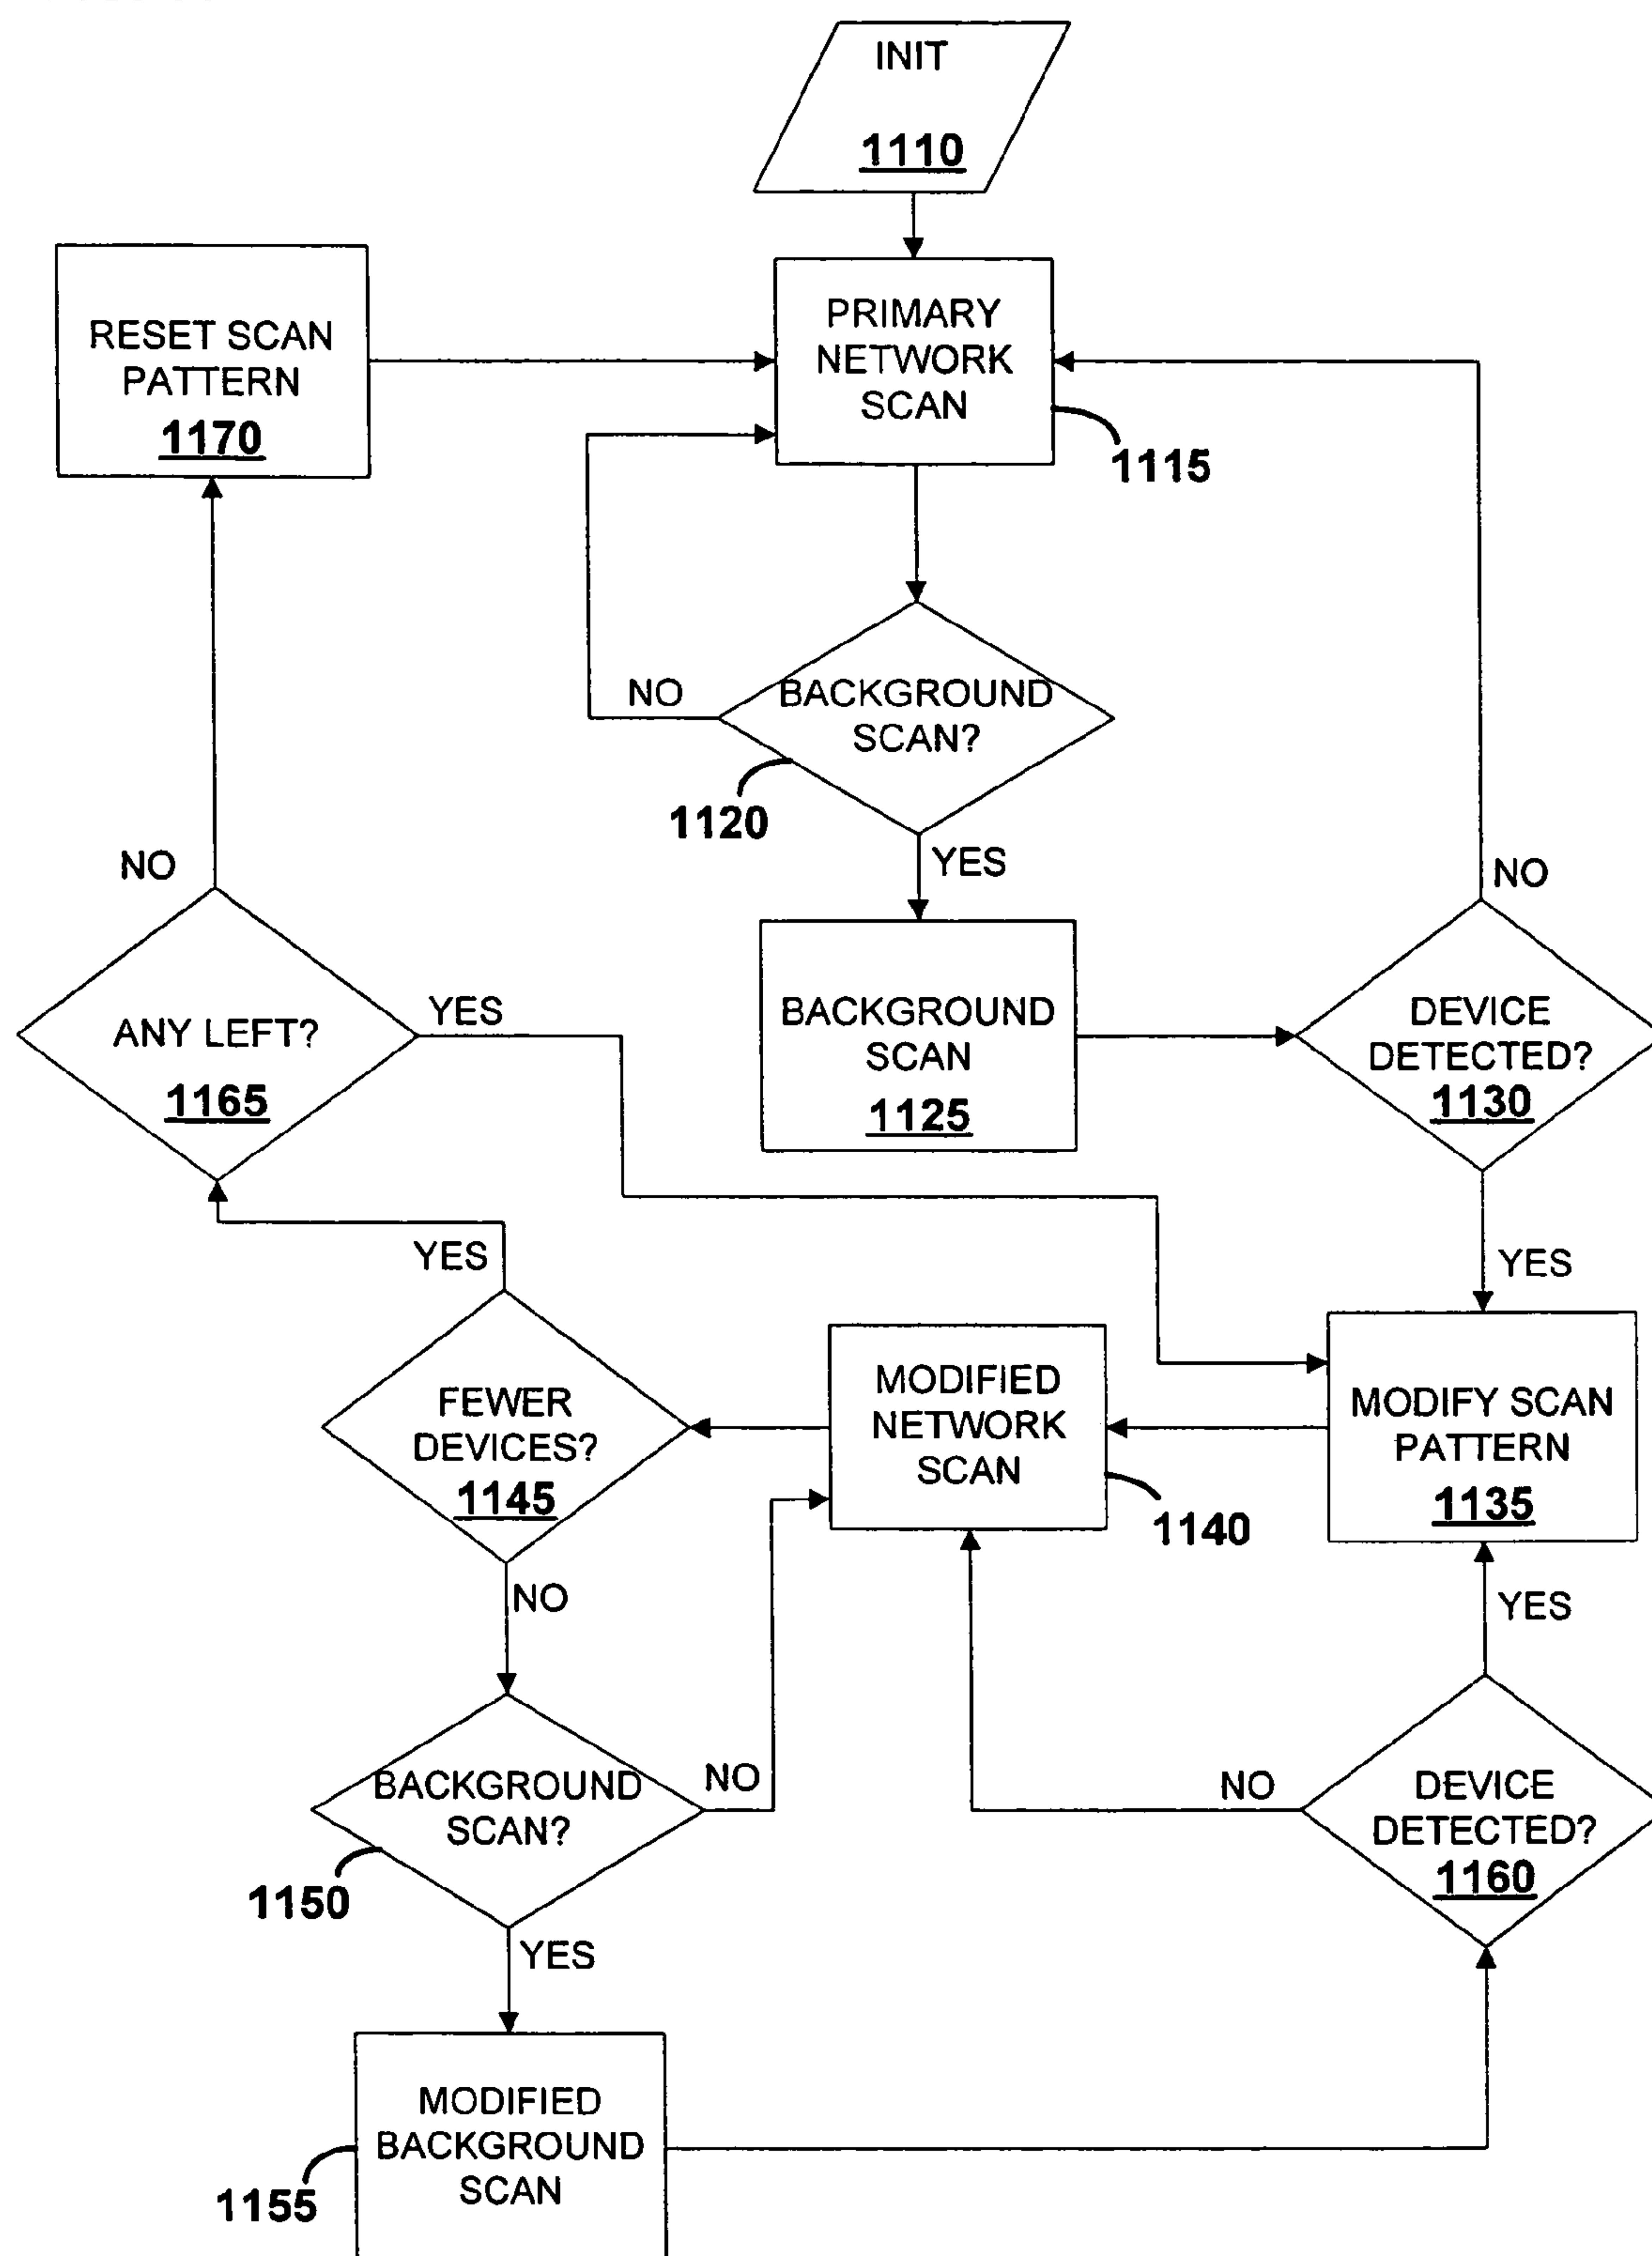 INIT
1110
RESET SCAN
PATTERN
1170
PRIMARY
NETWORK
SCAN
1115
NO
BACKGROUND
SCAN?
1120
YES
NO
NO
ANY LEFT?
1165
YES
BACKGROUND
SCAN
1125
DEVICE
DETECTED?
1130
YES
YES
FEWER
DEVICES?
1145
MODIFIED
NETWORK
SCAN
1140
MODIFY SCAN
PATTERN
1135
NO
YES
BACKGROUND
SCAN?
1150
NO
NO
DEVICE
DETECTED?
1160
YES
MODIFIED
BACKGROUND
SCAN
1155